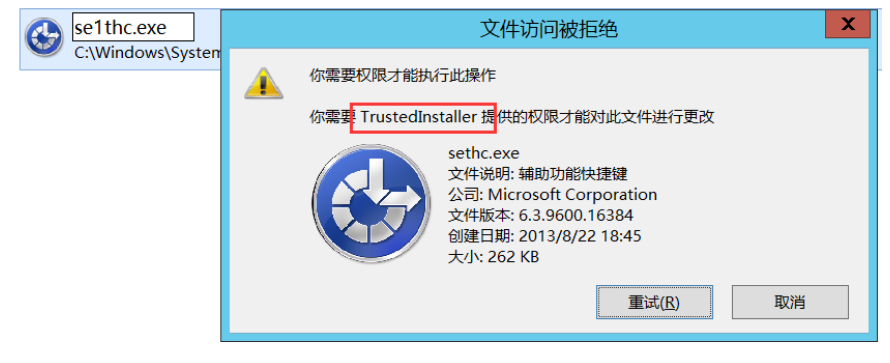 se1thc.exe
C:\Windows\System
文件访问被拒绝
X
你需要权限才能执行此操作
你需要 TrustedInstaller 提供的权限才能对此文件进行更改
sethc.exe
文件说明: 辅助功能快捷键
公司: Microsoft Corporation
文件版本: 6.3.9600.16384
创建日期: 2013/8/22 18:45
大小: 262 KB
重试(R)
取消